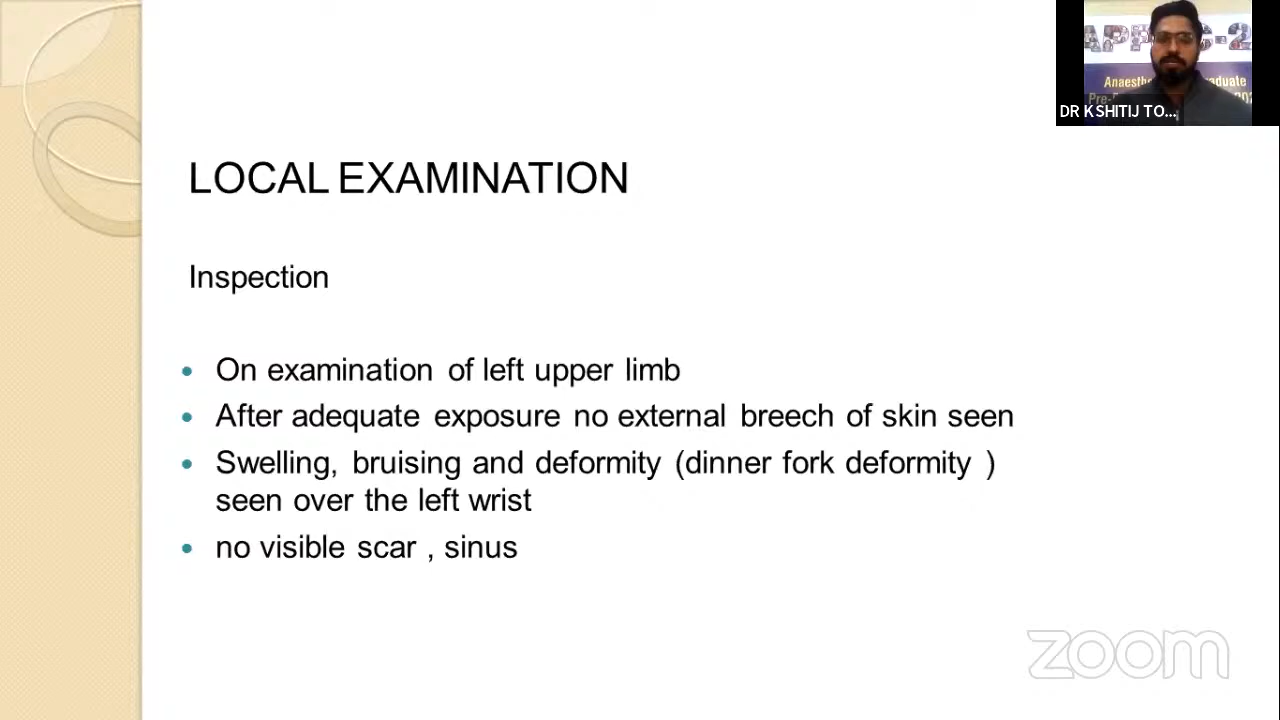 LOCAL EXAMINATION
Inspection
On examination of left upper limb
After adequate exposure no external breech of skin seen
Swelling, bruising and deformity (dinner fork deformity )
seen over the left wrist
no visible scar , sinus
DR KSHITIJ TO...
zoom